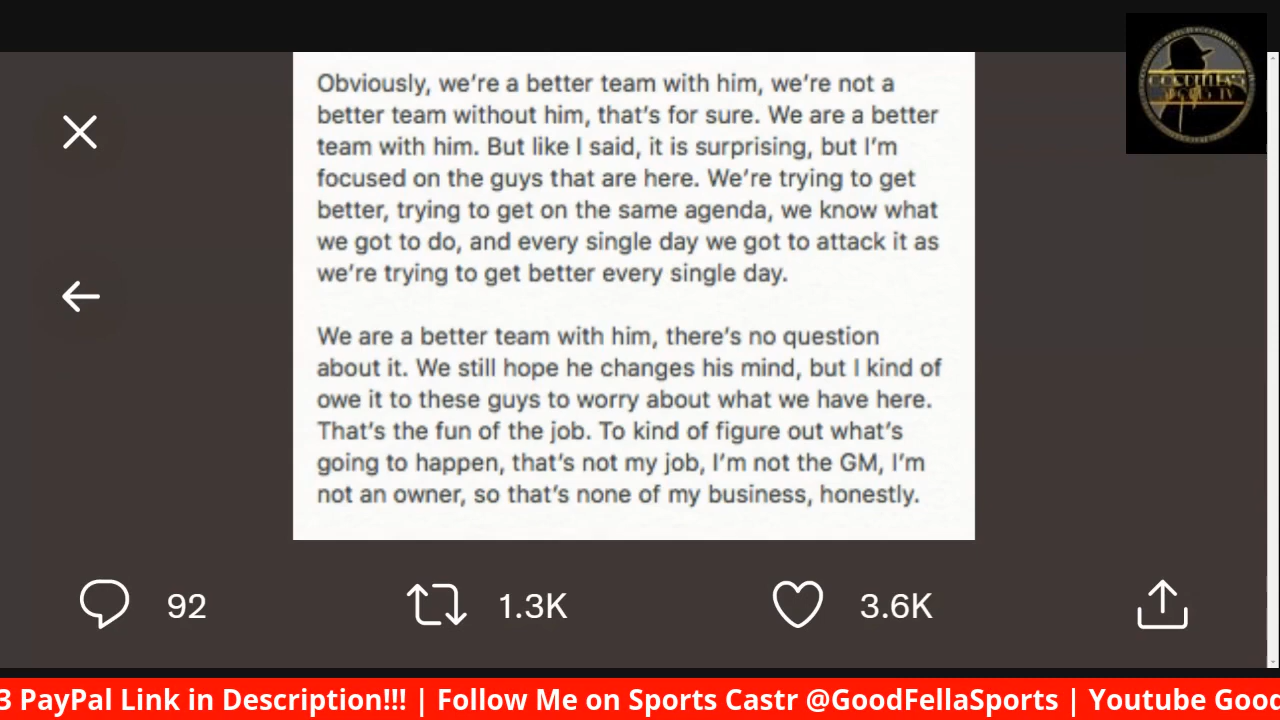 GOODFELLA'S
SPORTS TV
Obviously, we're a better team with him, we're not a
better team without him, that's for sure. We are a better
team with him. But like I said, it is surprising, but I'm
focused on the guys that are here. We're trying to get
better, trying to get on the same agenda, we know what
we got to do, and every single day we got to attack it as
we're trying to get better every single day.
We are a better team with him, there's no question
about it. We still hope he changes his mind, but I kind of
owe it to these guys to worry about what we have here.
That's the fun of the job. To kind of figure out what's
going to happen, that's not my job, I'm not the GM, I'm
not an owner, so that's none of my business, honestly.
92 1.3K 3.6K
3 PayPal Link in Description!!! | Follow Me on Sports Castr @GoodFellaSports | Youtube Good